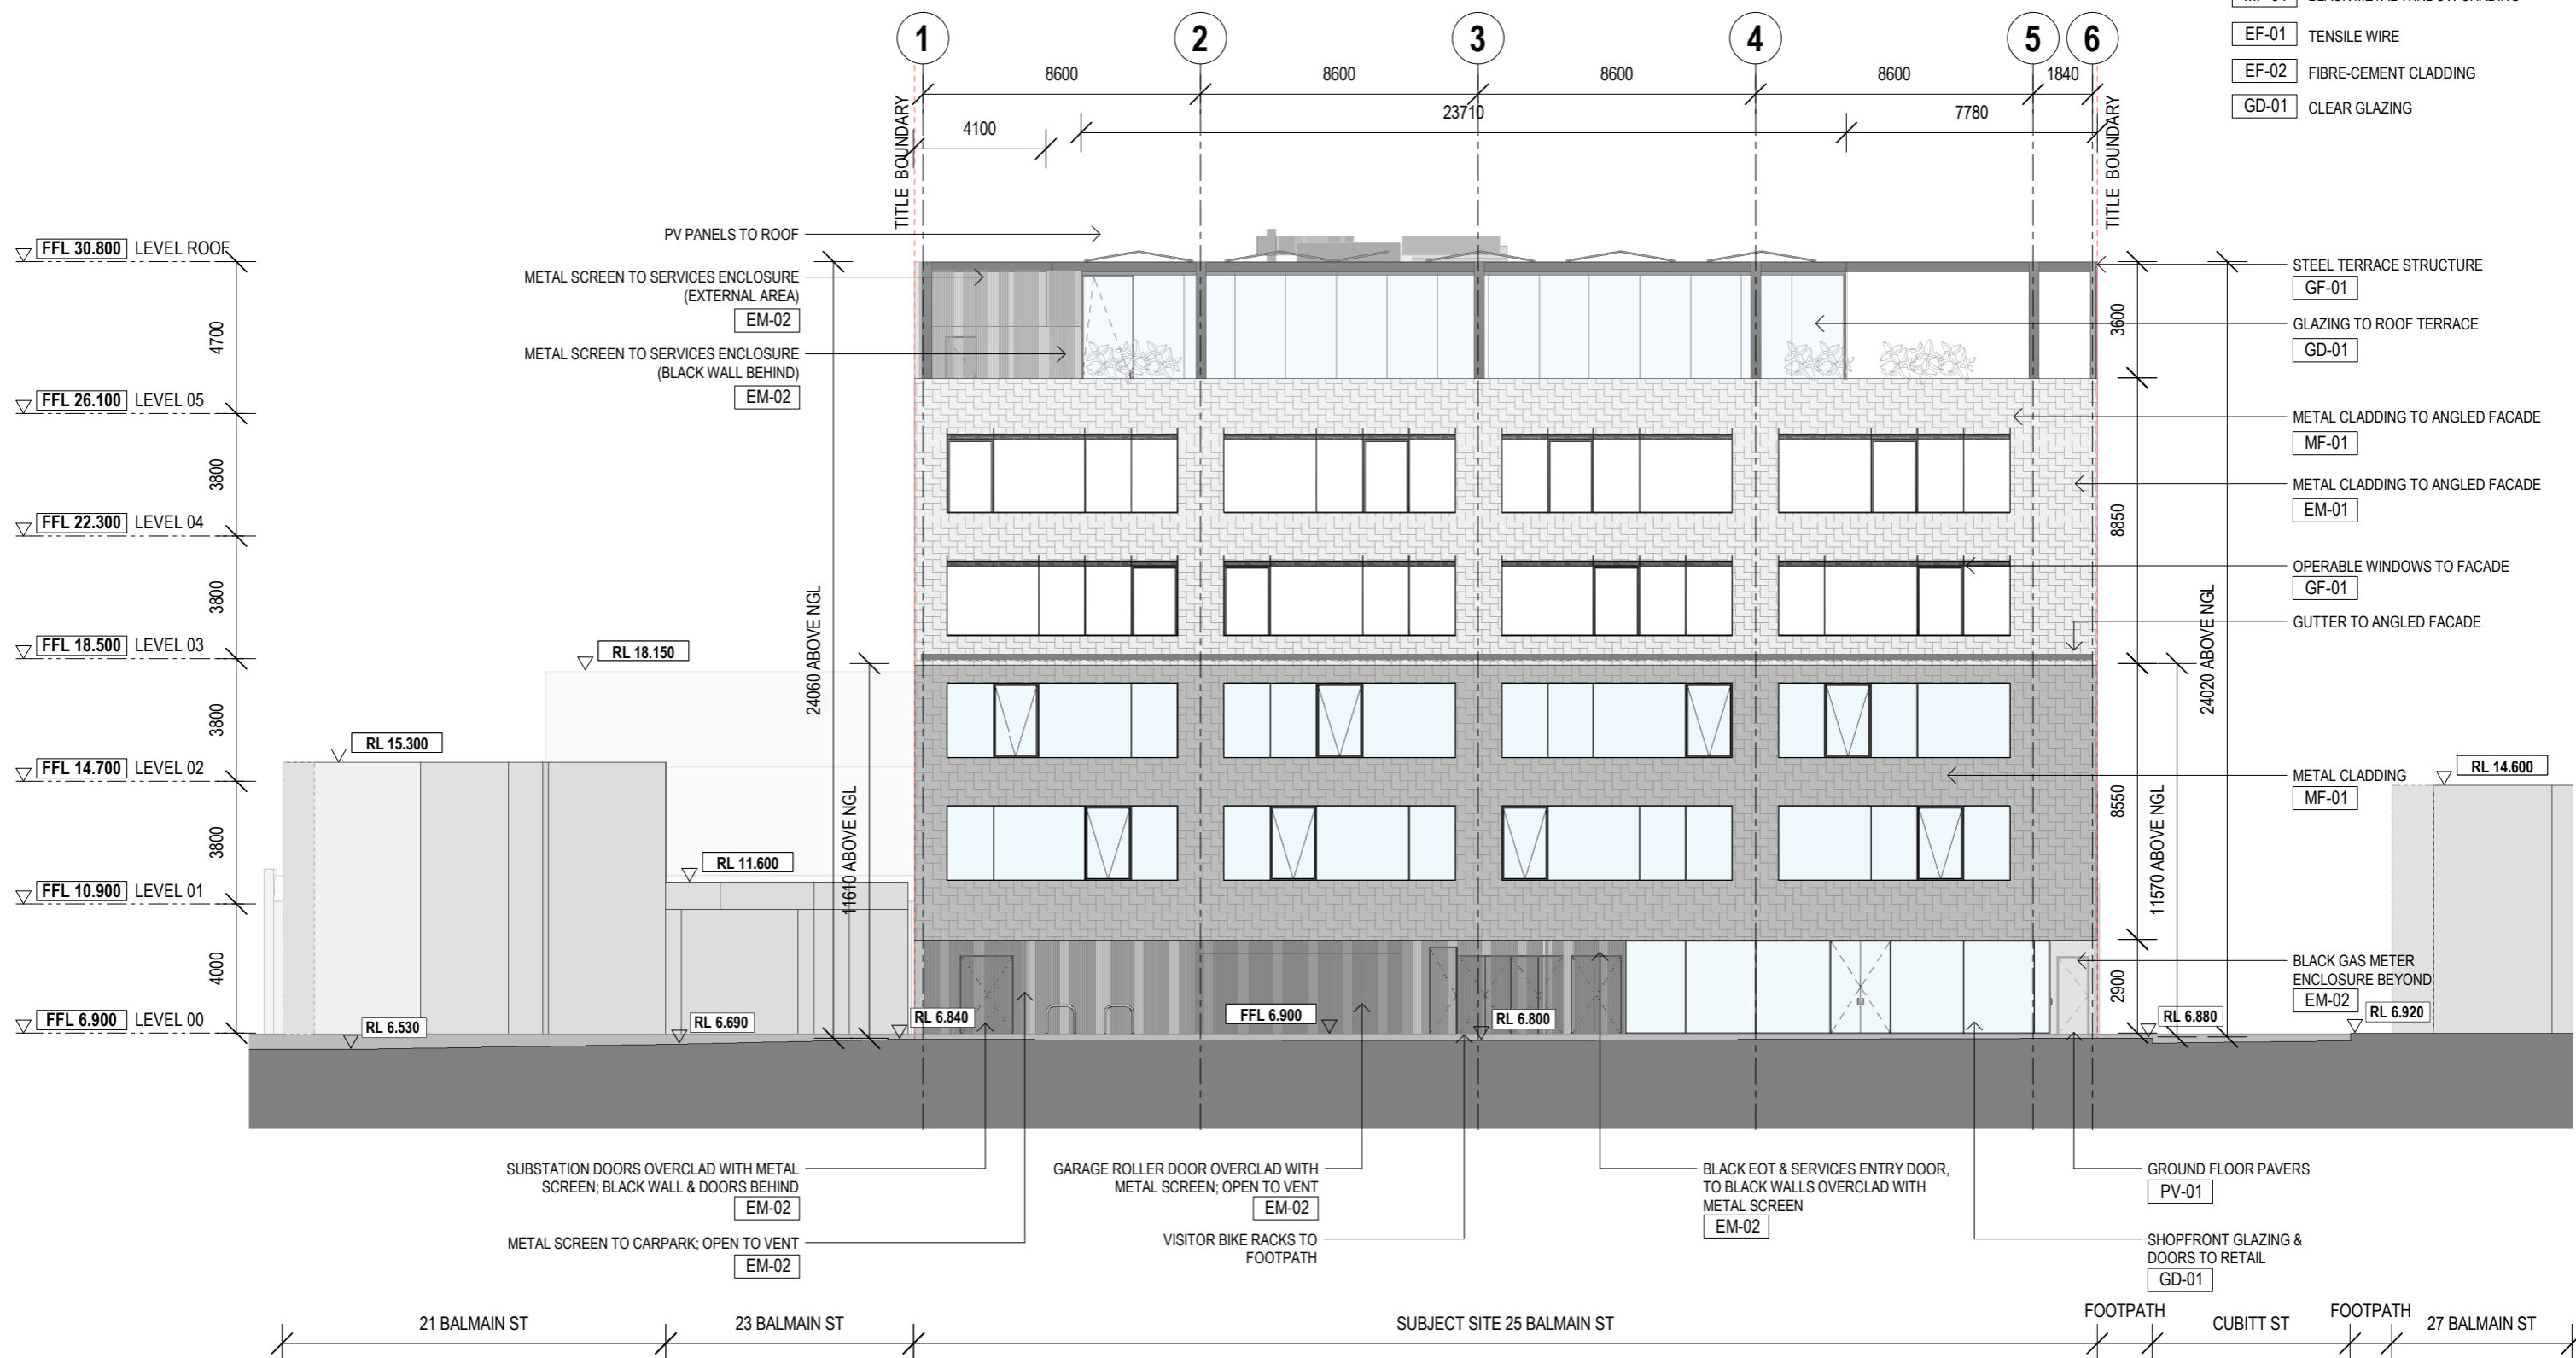 EF-01 TENSILE WIRE
EF-02 FIBRE-CEMENT CLADDING
GD-01 CLEAR GLAZING
1 2 3 4 5 6
8600 8600 8600 8600 1840
4100 23710 7780
TITLE BOUNDARY
TITLE BOUNDARY
PV PANELS TO ROOF
METAL SCREEN TO SERVICES ENCLOSURE
(EXTERNAL AREA)
EM-02
METAL SCREEN TO SERVICES ENCLOSURE
(BLACK WALL BEHIND)
EM-02
FFL 30.800 LEVEL ROOF
4700
FFL 26.100 LEVEL 05
3800
FFL 22.300 LEVEL 04
3800
FFL 18.500 LEVEL 03
3800
FFL 14.700 LEVEL 02
3800
FFL 10.900 LEVEL 01
4000
FFL 6.900 LEVEL 00
RL 18.150
RL 15.300
RL 11.600
RL 6.530
RL 6.690
RL 6.840
24060 ABOVE NGL
11610 ABOVE NGL
FFL 6.900
RL 6.800
STEEL TERRACE STRUCTURE
GF-01
GLAZING TO ROOF TERRACE
GD-01
METAL CLADDING TO ANGLED FACADE
MF-01
METAL CLADDING TO ANGLED FACADE
EM-01
OPERABLE WINDOWS TO FACADE
GF-01
GUTTER TO ANGLED FACADE
METAL CLADDING
MF-01
BLACK GAS METER
ENCLOSURE BEYOND
EM-02
3600
8850
8550
2900
24020 ABOVE NGL
11570 ABOVE NGL
RL 14.600
RL 6.880
RL 6.920
SUBSTATION DOORS OVERCLAD WITH METAL
SCREEN; BLACK WALL & DOORS BEHIND
EM-02
METAL SCREEN TO CARPARK; OPEN TO VENT
EM-02
GARAGE ROLLER DOOR OVERCLAD WITH
METAL SCREEN; OPEN TO VENT
EM-02
VISITOR BIKE RACKS TO
FOOTPATH
BLACK EOT & SERVICES ENTRY DOOR,
TO BLACK WALLS OVERCLAD WITH
METAL SCREEN
EM-02
GROUND FLOOR PAVERS
PV-01
SHOPFRONT GLAZING &
DOORS TO RETAIL
GD-01
21 BALMAIN ST
23 BALMAIN ST
SUBJECT SITE 25 BALMAIN ST
FOOTPATH
CUBITT ST
FOOTPATH
27 BALMAIN ST